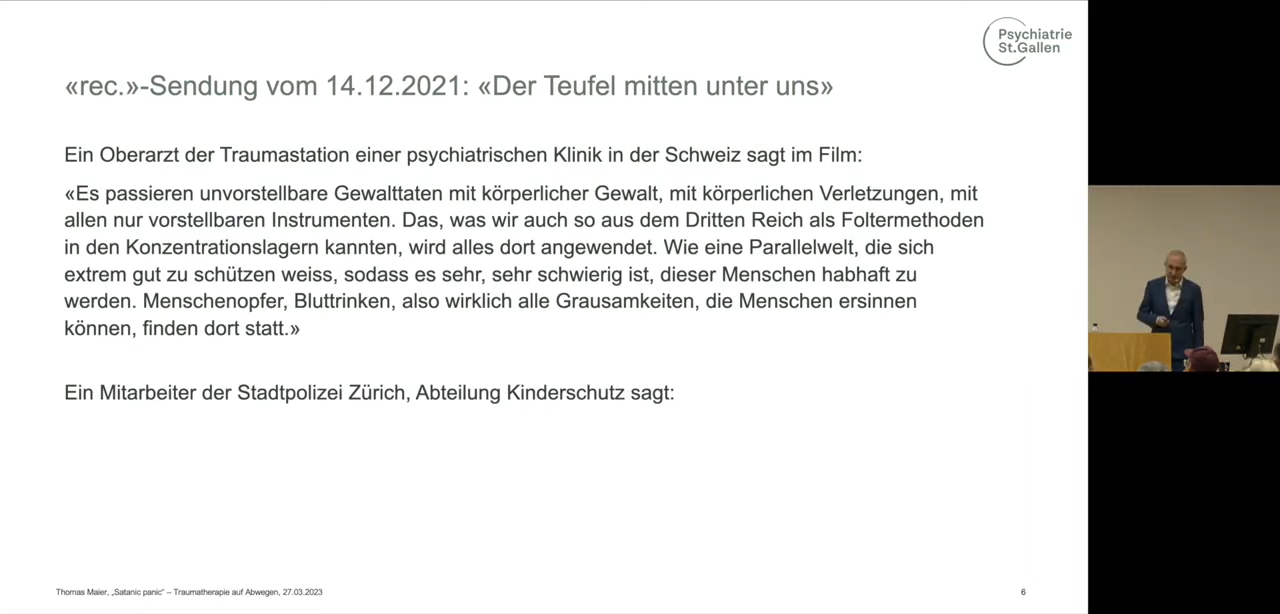 Psychiatrie
St.Gallen
«rec.»-Sendung vom 14.12.2021: «Der Teufel mitten unter uns»
Ein Oberarzt der Traumastation einer psychiatrischen Klinik in der Schweiz sagt im Film:
«Es passieren unvorstellbare Gewalttaten mit körperlicher Gewalt, mit körperlichen Verletzungen, mit
allen nur vorstellbaren Instrumenten. Das, was wir auch so aus dem Dritten Reich als Foltermethoden
in den Konzentrationslagern kannten, wird alles dort angewendet. Wie eine Parallelwelt, die sich
extrem gut zu schützen weiss, sodass es sehr, sehr schwierig ist, dieser Menschen habhaft zu
werden. Menschenopfer, Bluttrinken, also wirklich alle Grausamkeiten, die Menschen ersinnen
können, finden dort statt.»
Ein Mitarbeiter der Stadtpolizei Zürich, Abteilung Kinderschutz sagt:
Thomas Maier, „Satanic panic" – Traumatherapie auf Abwegen, 27.03.2023
6